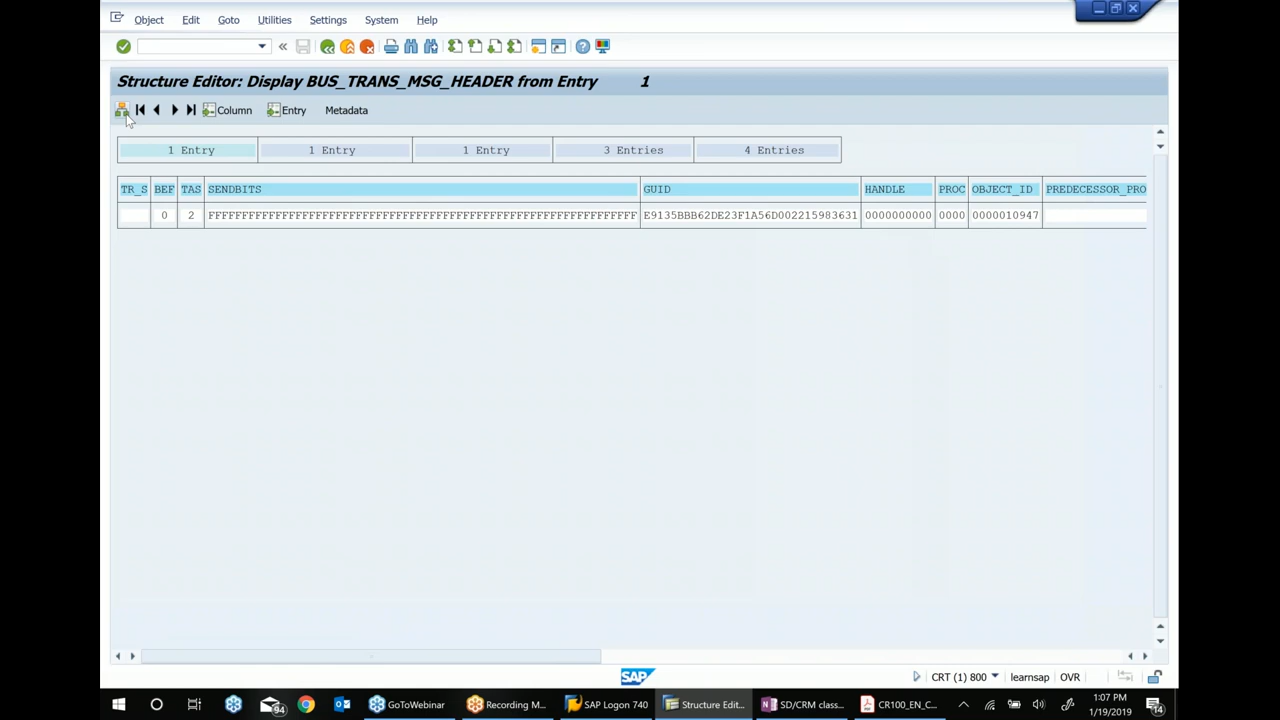 Object Edit Goto Utilities Settings System Help
Structure Editor: Display BUS_TRANS_MSG_HEADER from Entry 1
Column Entry Metadata
1 Entry 1 Entry 1 Entry 3 Entries 4 Entries
TR_S BEF TAS SENDBITS GUID HANDLE PROC OBJECT_ID PREDECESSOR_PRO
0 2 FFFFFFFFFFFFFFFFFFFFFFFFFFFFFFFFFFFFFFFFFFFFFFFFFFFFFFFFFFFFFFFF E9135BBB62DE23F1A56D002215983631 0000000000 0000 0000010947
SAP
CRT (1) 800 learnsap OVR
94 GoToWebinar Recording M... SAP Logon 740 Structure Edit... SD/CRM class... CR100_EN_C... 1:07 PM
1/19/2019 14